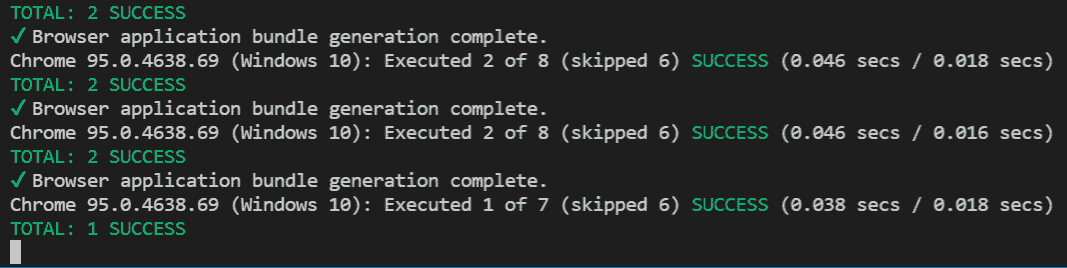 TOTAL: 2 SUCCESS
✓ Browser application bundle generation complete.
Chrome 95.0.4638.69 (Windows 10): Executed 2 of 8 (skipped 6) SUCCESS (0.046 secs / 0.018 secs)
TOTAL: 2 SUCCESS
✓ Browser application bundle generation complete.
Chrome 95.0.4638.69 (Windows 10): Executed 2 of 8 (skipped 6) SUCCESS (0.046 secs / 0.016 secs)
TOTAL: 2 SUCCESS
✓ Browser application bundle generation complete.
Chrome 95.0.4638.69 (Windows 10): Executed 1 of 7 (skipped 6) SUCCESS (0.038 secs / 0.018 secs)
TOTAL: 1 SUCCESS